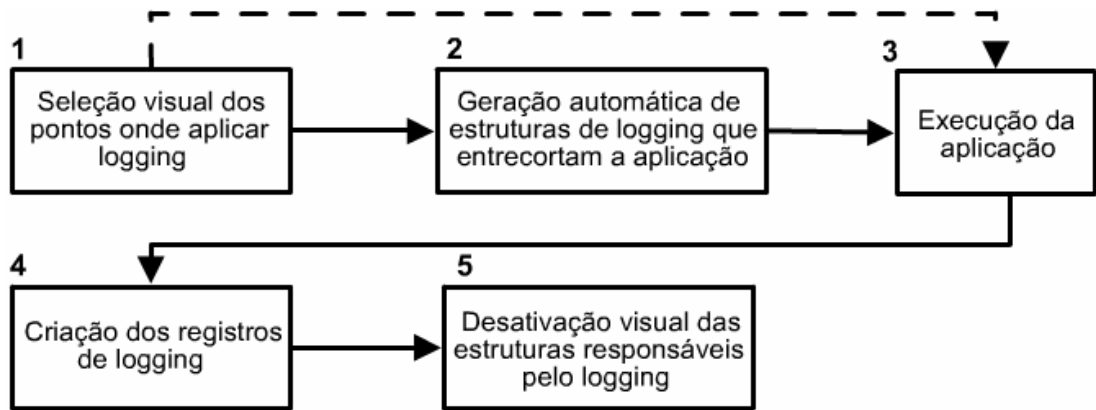 1
Seleção visual dos
pontos onde aplicar
logging
2
Geração automática de
estruturas de logging que
entrecortam a aplicação
3
Execução da
aplicação
4
Criação dos registros
de logging
5
Desativação visual das
estruturas responsáveis
pelo logging